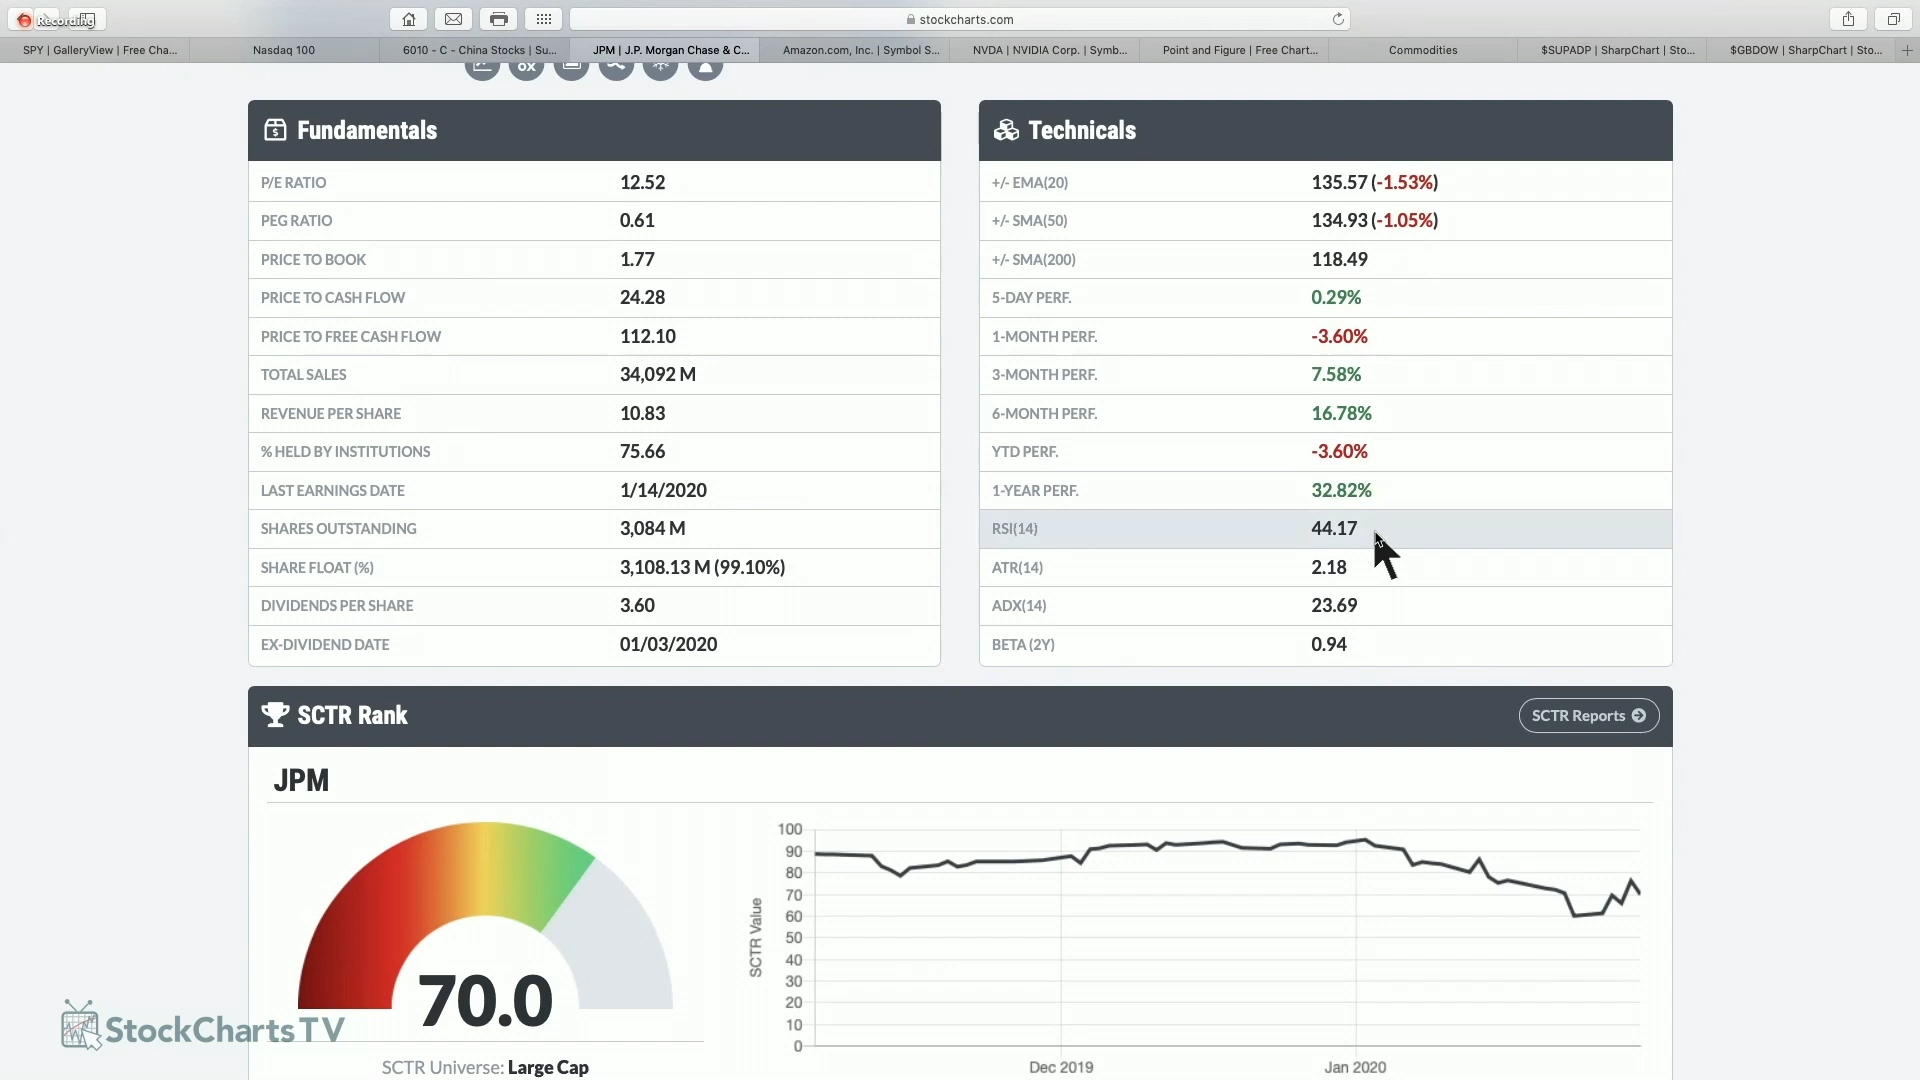 Recording
stockcharts.com
SPY | GalleryView | Free Cha...
Nasdaq 100
6010 - C - China Stocks | Su...
JPM | J.P. Morgan Chase & C...
Amazon.com, Inc. | Symbol S...
NVDA | NVIDIA Corp. | Symb...
Point and Figure | Free Chart...
Commodities
$SUPADP | SharpChart | Sto...
$GBDOW | SharpChart | Sto...
OX
Fundamentals
P/E RATIO 12.52
PEG RATIO 0.61
PRICE TO BOOK 1.77
PRICE TO CASH FLOW 24.28
PRICE TO FREE CASH FLOW 112.10
TOTAL SALES 34,092 M
REVENUE PER SHARE 10.83
% HELD BY INSTITUTIONS 75.66
LAST EARNINGS DATE 1/14/2020
SHARES OUTSTANDING 3,084 M
SHARE FLOAT (%) 3,108.13 M (99.10%)
DIVIDENDS PER SHARE 3.60
EX-DIVIDEND DATE 01/03/2020
Technicals
+/- EMA(20) 135.57 (-1.53%)
+/- SMA(50) 134.93 (-1.05%)
+/- SMA(200) 118.49
5-DAY PERF. 0.29%
1-MONTH PERF. -3.60%
3-MONTH PERF. 7.58%
6-MONTH PERF. 16.78%
YTD PERF. -3.60%
1-YEAR PERF. 32.82%
RSI(14) 44.17
ATR(14) 2.18
ADX(14) 23.69
BETA (2Y) 0.94
SCTR Rank
SCTR Reports
JPM
70.0
SCTR Universe: Large Cap
SCTR Value
100
90
80
70
60
50
40
30
20
10
0
Dec 2019
Jan 2020
StockCharts TV